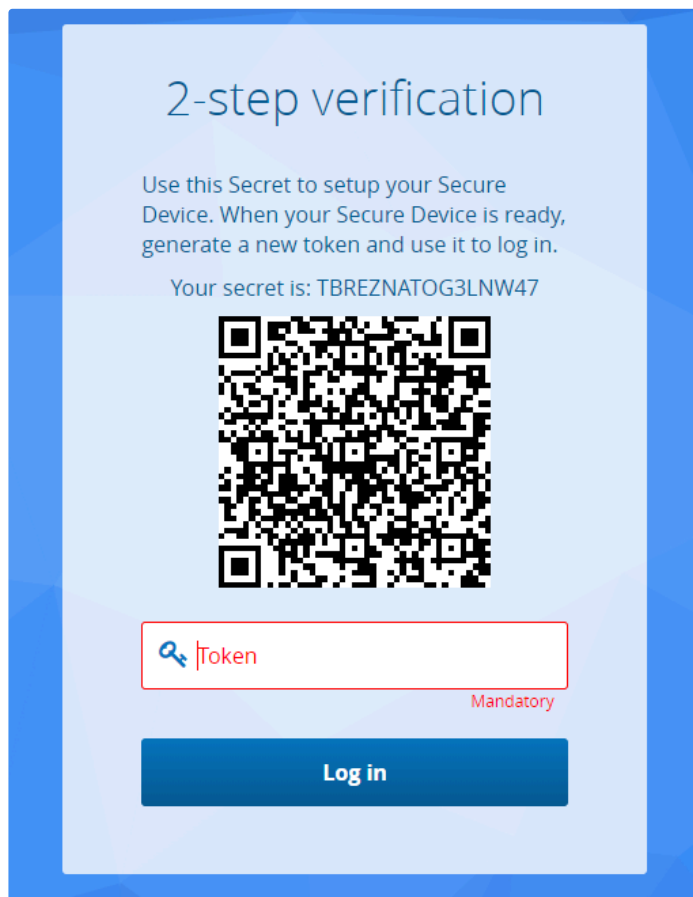 2-step verification
Use this Secret to setup your Secure
Device. When your Secure Device is ready,
generate a new token and use it to log in.
Your secret is: TBREZNATOG3LNW47
Token
Mandatory
Log in